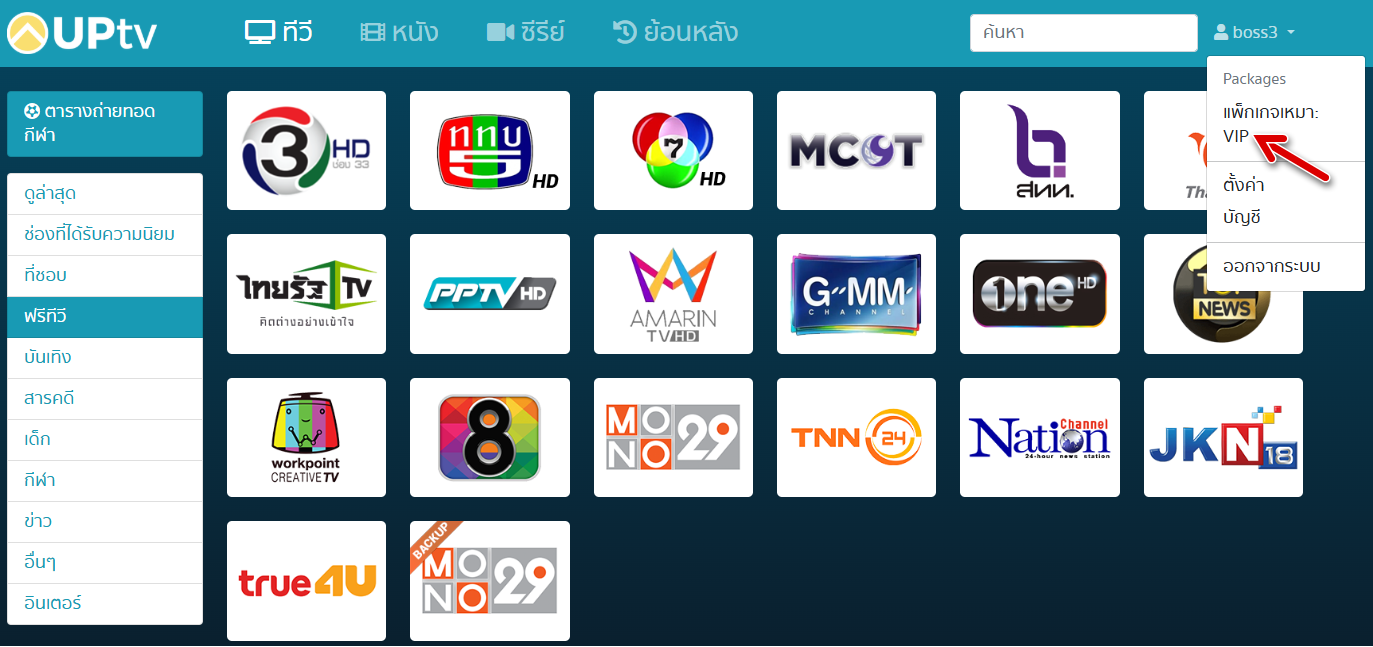 UPtv
ทีวี
หนัง
ซีรีย์
ย้อนหลัง
ค้นหา
boss3
Packages
แพ็กเกจเหมา:
VIP
ตั้งค่า
บัญชี
ออกจากระบบ
ตารางถ่ายทอด
กีฬา
ดูล่าสุด
ช่องที่ได้รับความนิยม
ที่ชอบ
ฟรีทีวี
บันเทิง
สารคดี
เด็ก
กีฬา
ข่าว
อื่นๆ
อินเตอร์
3 HD
ช่อง 33
ททบ
5 HD
7 HD
MCOT
สทท.
Tha
ไทยรัฐ TV
คิดต่างอย่างเข้าใจ
PPTV HD
AMARIN
TV HD
G"MM'
CHANNEL
one HD
TOP
NEWS
workpoint
CREATIVE TV
8
MONO 29
TNN 24
Nation Channel
24-hour news station
JKN 18
true4U
BACKUP
MONO 29